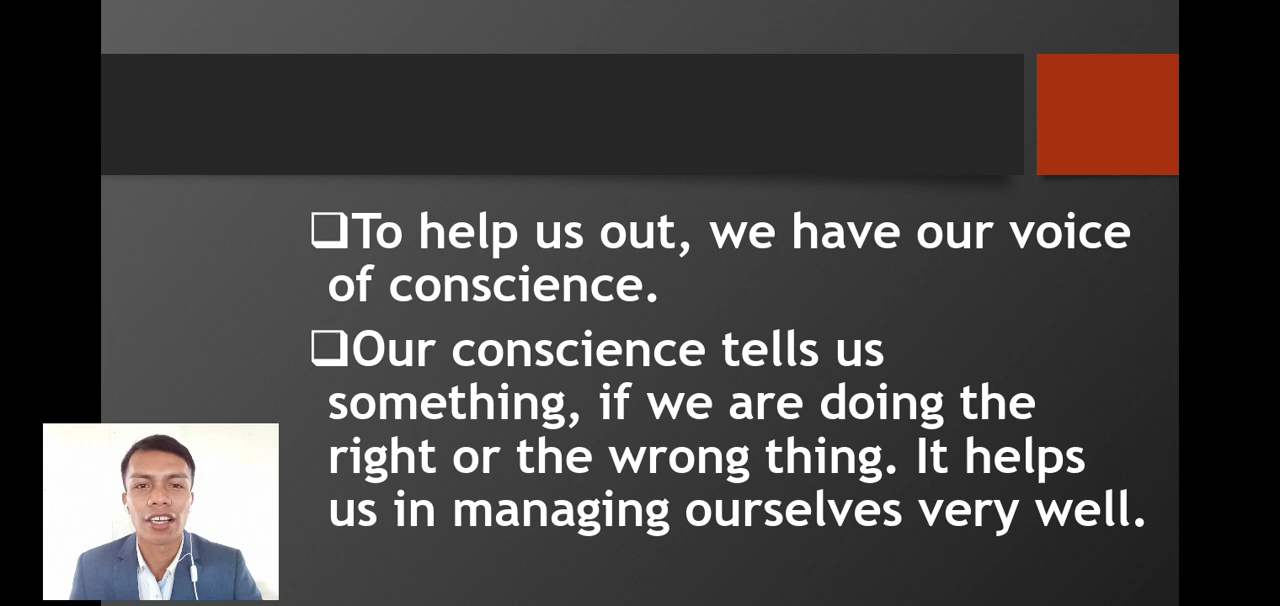 ❑To help us out, we have our voice
of conscience.
❑Our conscience tells us
something, if we are doing the
right or the wrong thing. It helps
us in managing ourselves very well.